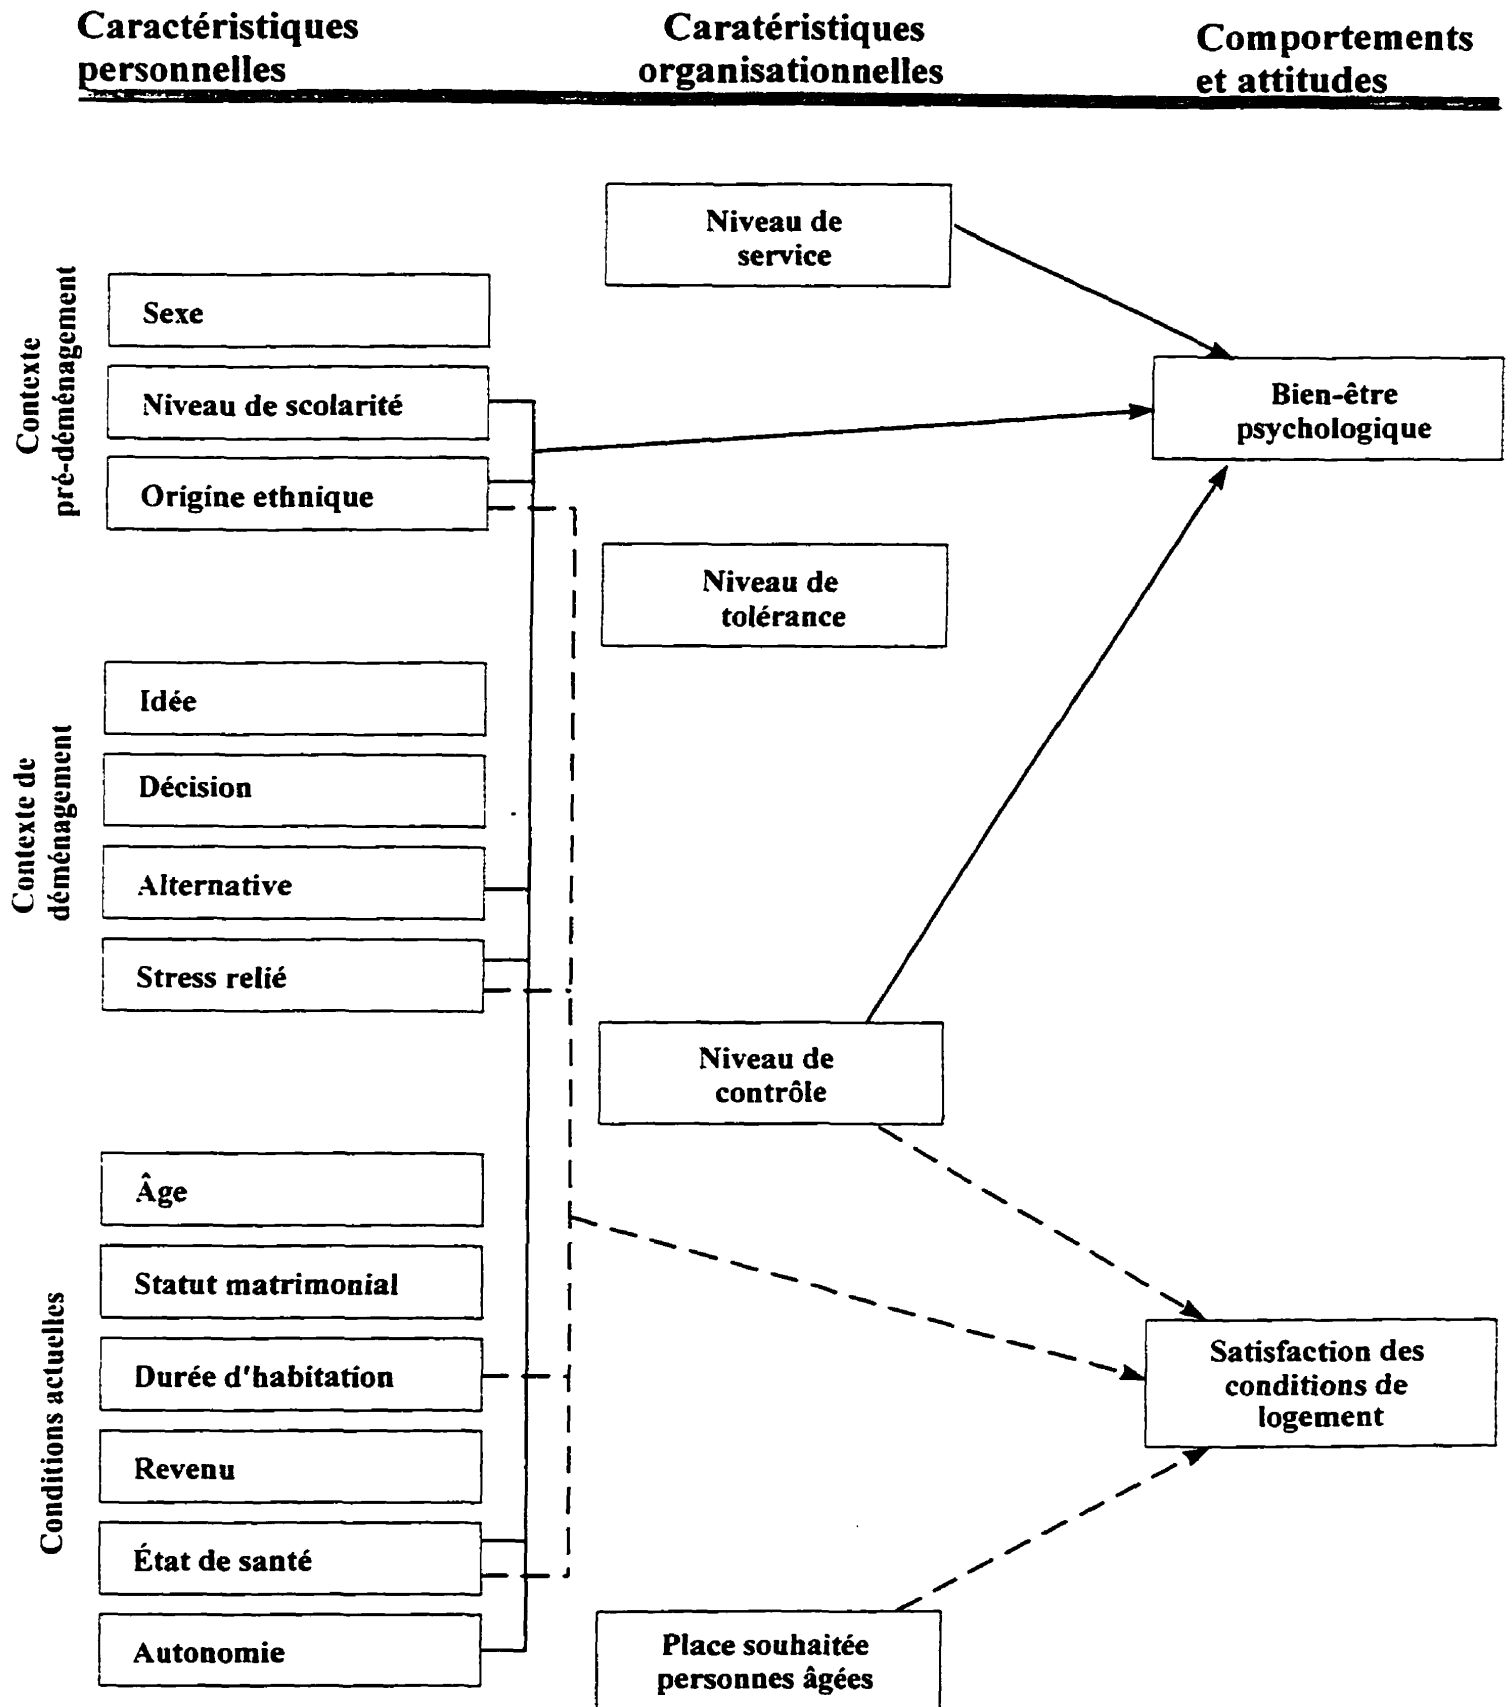 Caractéristiques
personnelles
Caratéristiques
organisationnelles
Comportements
et attitudes
Contexte
pré-déménagement
Sexe
Niveau de scolarité
Origine ethnique
Contexte de
déménagement
Idée
Décision
Alternative
Stress relié
Conditions actuelles
Âge
Statut matrimonial
Durée d'habitation
Revenu
État de santé
Autonomie
Niveau de
service
Niveau de
tolérance
Niveau de
contrôle
Place souhaitée
personnes âgées
Bien-être
psychologique
Satisfaction des
conditions de
logement